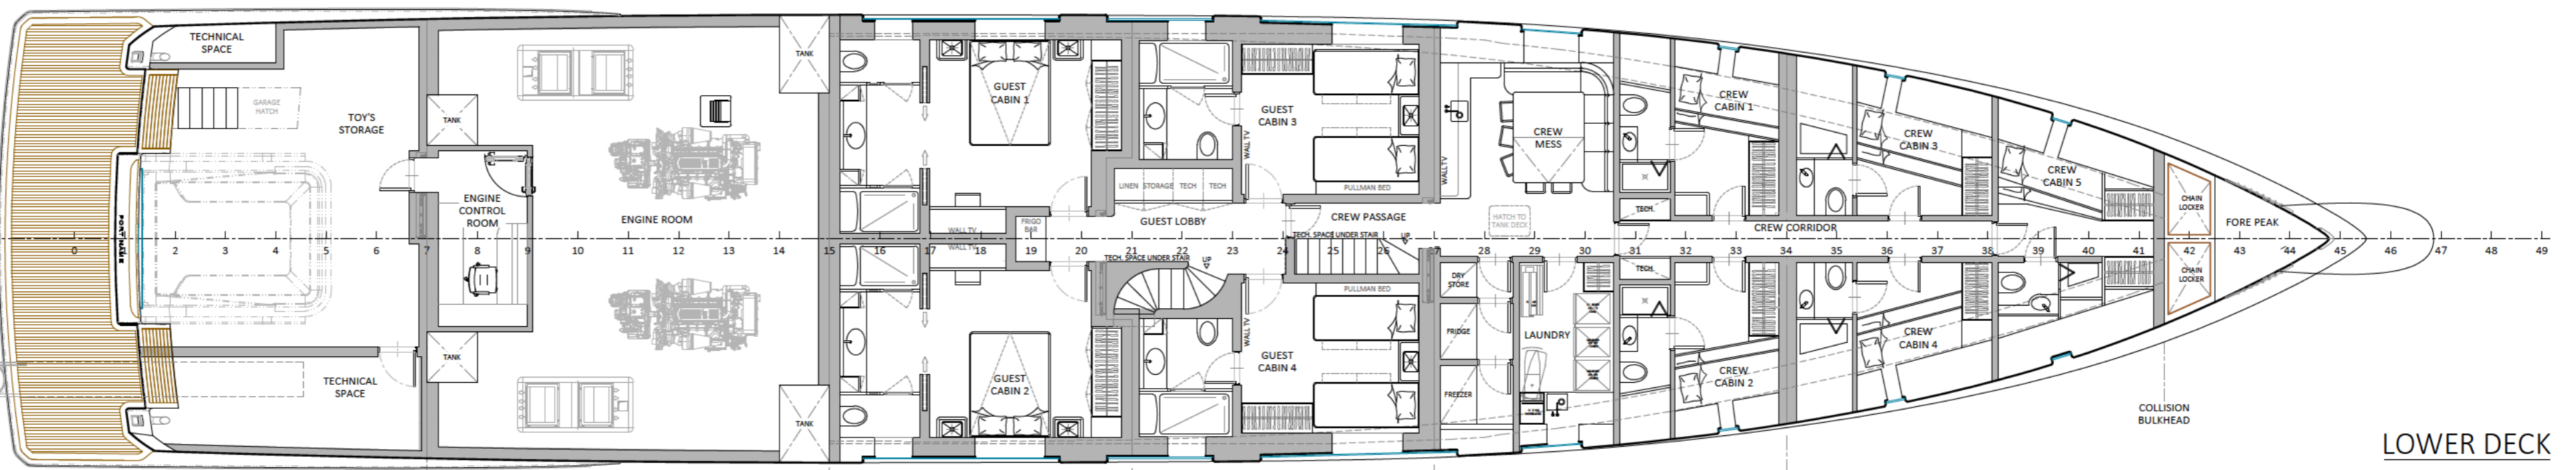 TECHNICAL
SPACE
GARAGE
HATCH
TOY'S
STORAGE
TECHNICAL
SPACE
PORT NAME
TANK
TANK
ENGINE
CONTROL
ROOM
ENGINE ROOM
TANK
TANK
GUEST
CABIN 1
GUEST
CABIN 2
WALL TV
WALL TV
FRIGO
BAR
LINEN STORAGE TECH TECH
GUEST LOBBY
TECH. SPACE UNDER STAIR
UP
GUEST
CABIN 3
WALL TV
PULLMAN BED
CREW PASSAGE
TECH. SPACE UNDER STAIR
UP
PULLMAN BED
WALL TV
GUEST
CABIN 4
WALL TV
CREW
MESS
HATCH TO
TANK DECK
DRY
STORE
FRIDGE
FREEZER
LAUNDRY
TECH.
TECH.
CREW
CABIN 1
CREW
CABIN 2
CREW CORRIDOR
CREW
CABIN 3
CREW
CABIN 4
CREW
CABIN 5
CHAIN
LOCKER
CHAIN
LOCKER
FORE PEAK
COLLISION
BULKHEAD
0 2 3 4 5 6 7 8 9 10 11 12 13 14 15 16 17 18 19 20 21 22 23 24 25 26 27 28 29 30 31 32 33 34 35 36 37 38 39 40 41 42 43 44 45 46 47 48 49
LOWER DECK